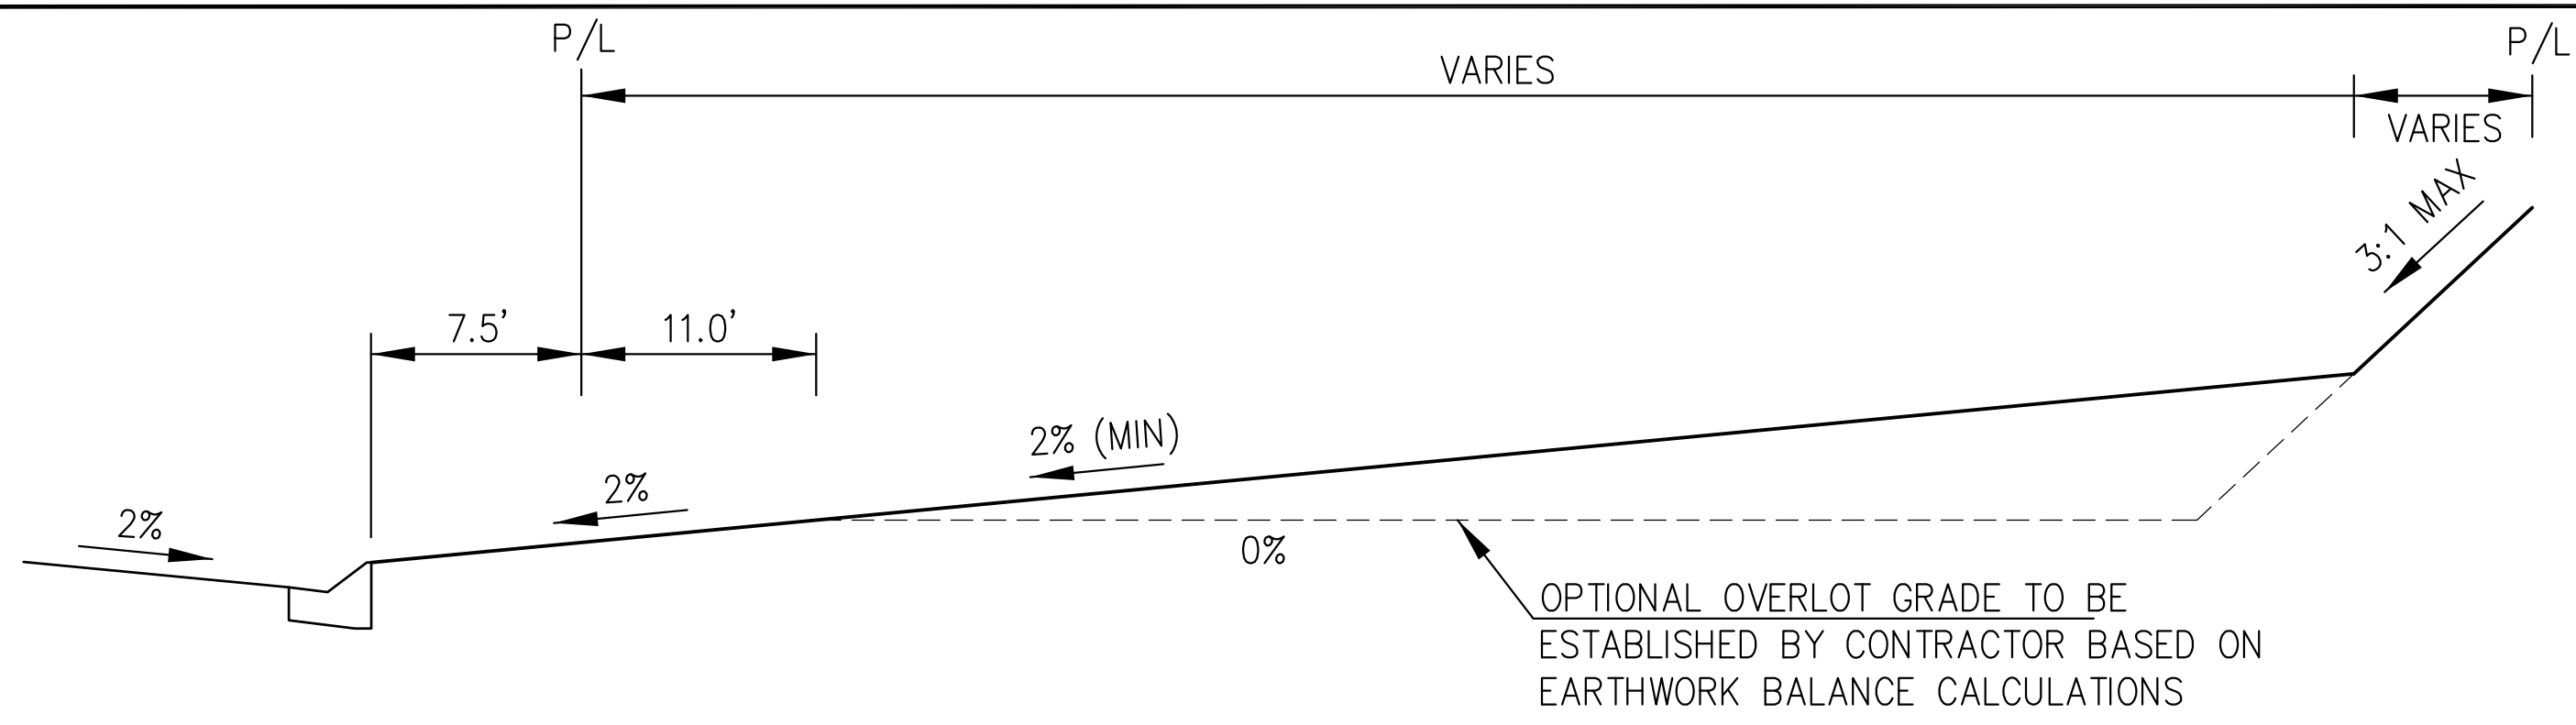 P/L
P/L
VARIES
VARIES
3:1 MAX
7.5'
11.0'
2% (MIN)
2%
2%
0%
OPTIONAL OVERLOT GRADE TO BE
ESTABLISHED BY CONTRACTOR BASED ON
EARTHWORK BALANCE CALCULATIONS